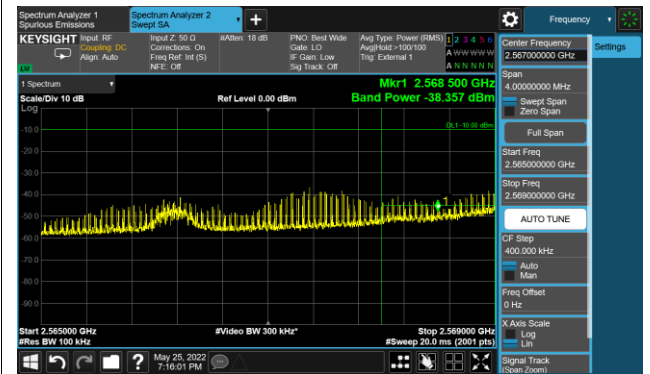 Spectrum Analyzer 1
Spurious Emissions
Spectrum Analyzer 2
Swept SA
Frequency
KEYSIGHT
Input: RF
Coupling: DC
Align: Auto
Input Z: 50 Ω
Corrections: On
Freq Ref: Int (S)
NFE: Off
#Atten: 18 dB
PNO: Best Wide
Gate: LO
IF Gain: Low
Sig Track: Off
Avg Type: Power (RMS)
Avg|Hold >100/100
Trig: External 1
1 2 3 4 5 6
A W W W W W
A N N N N N
LV
1 Spectrum
Scale/Div 10 dB
Log
Ref Level 0.00 dBm
Mkr1 2.568 500 GHz
Band Power -38.357 dBm
DL1 -10.00 dBm
-10.0
-20.0
-30.0
-40.0
-50.0
-60.0
-70.0
-80.0
-90.0
1
Start 2.565000 GHz
#Res BW 100 kHz
#Video BW 300 kHz*
Stop 2.569000 GHz
#Sweep 20.0 ms (2001 pts)
May 25, 2022
7:16:01 PM
Center Frequency
2.567000000 GHz
Settings
Span
4.00000000 MHz
Swept Span
Zero Span
Full Span
Start Freq
2.565000000 GHz
Stop Freq
2.569000000 GHz
AUTO TUNE
CF Step
400.000 kHz
Auto
Man
Freq Offset
0 Hz
X Axis Scale
Log
Lin
Signal Track
(Span Zoom)